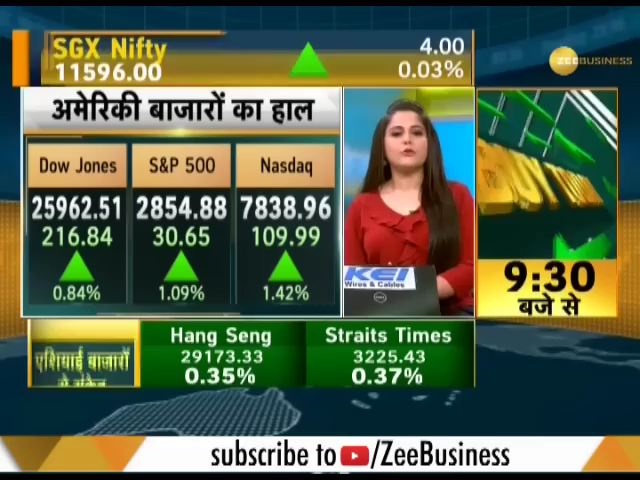 SGX Nifty 4.00
11596.00 0.03%
ZEEBUSINESS
अमेरिकी बाजारों का हाल
Dow Jones S&P 500 Nasdaq
25962.51 2854.88 7838.96
216.84 30.65 109.99
0.84% 1.09% 1.42%
KEI
Wires & Cables
9:30
बजे से
एशियाई बाजारों
Hang Seng Straits Times
29173.33 3225.43
0.35% 0.37%
subscribe to /ZeeBusiness